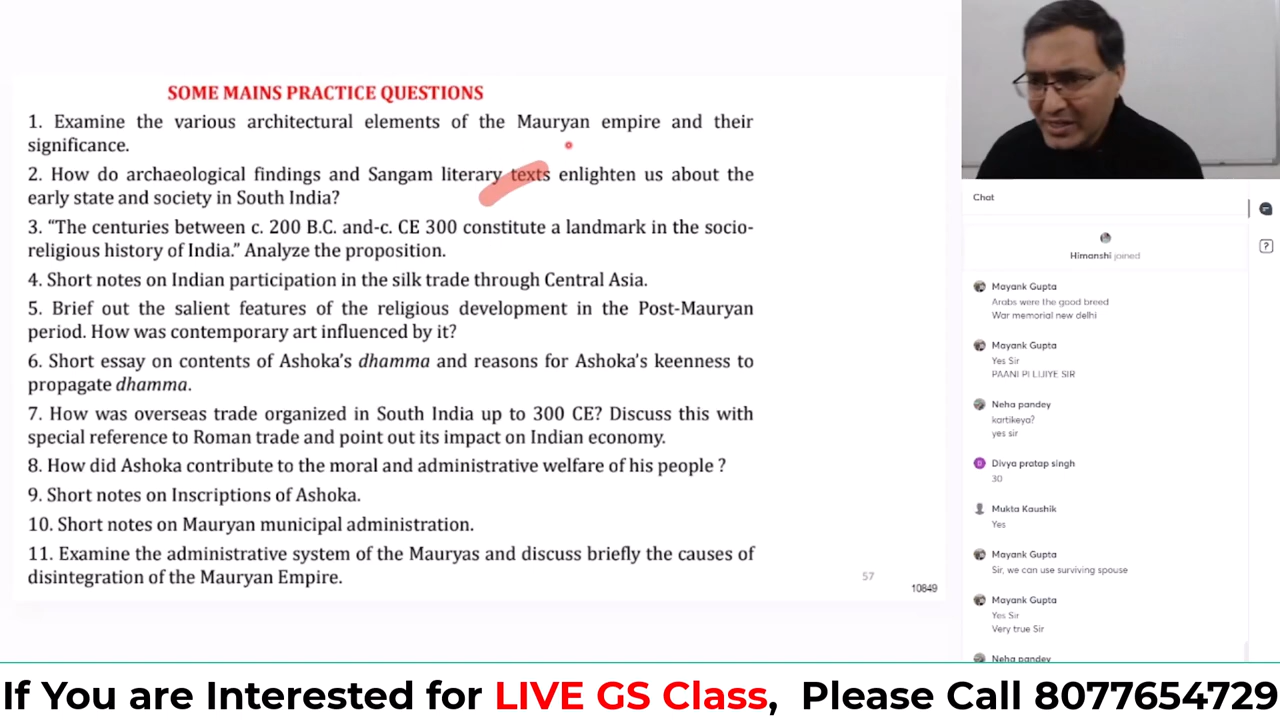 SOME MAINS PRACTICE QUESTIONS
1. Examine the various architectural elements of the Mauryan empire and their
significance.
2. How do archaeological findings and Sangam literary texts enlighten us about the
early state and society in South India?
3. “The centuries between c. 200 B.C. and-c. CE 300 constitute a landmark in the socio-
religious history of India.” Analyze the proposition.
4. Short notes on Indian participation in the silk trade through Central Asia.
5. Brief out the salient features of the religious development in the Post-Mauryan
period. How was contemporary art influenced by it?
6. Short essay on contents of Ashoka’s dhamma and reasons for Ashoka’s keenness to
propagate dhamma.
7. How was overseas trade organized in South India up to 300 CE? Discuss this with
special reference to Roman trade and point out its impact on Indian economy.
8. How did Ashoka contribute to the moral and administrative welfare of his people ?
9. Short notes on Inscriptions of Ashoka.
10. Short notes on Mauryan municipal administration.
11. Examine the administrative system of the Mauryas and discuss briefly the causes of
disintegration of the Mauryan Empire.
57
10849
Chat
Himanshi joined
Mayank Gupta
Arabs were the good breed
War memorial new delhi
Mayank Gupta
Yes Sir
PAANI PI LIJIYE SIR
Neha pandey
kartikeya?
yes sir
Divya pratap singh
30
Mukta Kaushik
Yes
Mayank Gupta
Sir, we can use surviving spouse
Mayank Gupta
Yes Sir
Very true Sir
Neha pandey
If You are Interested for LIVE GS Class, Please Call 8077654729